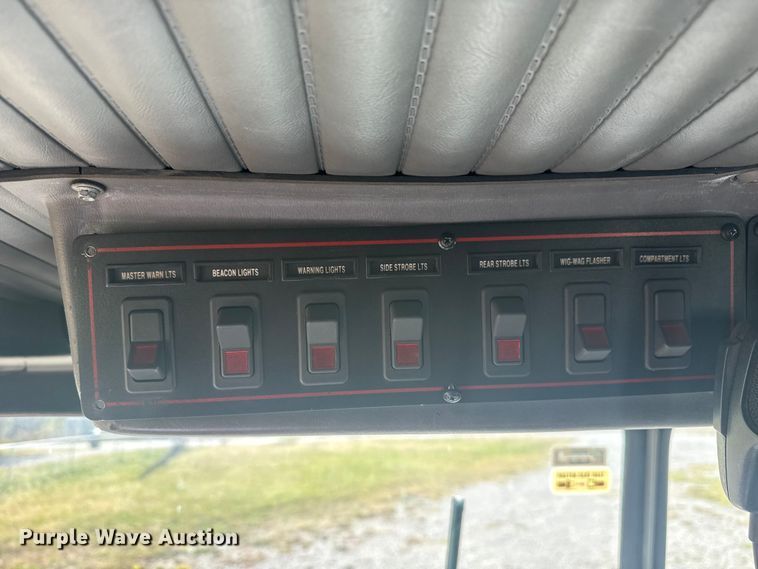 MASTER WARN LTS
BEACON LIGHTS
WARNING LIGHTS
SIDE STROBE LTS
REAR STROBE LTS
WIG-WAG FLASHER
COMPARTMENT LTS
Purple Wave Auction